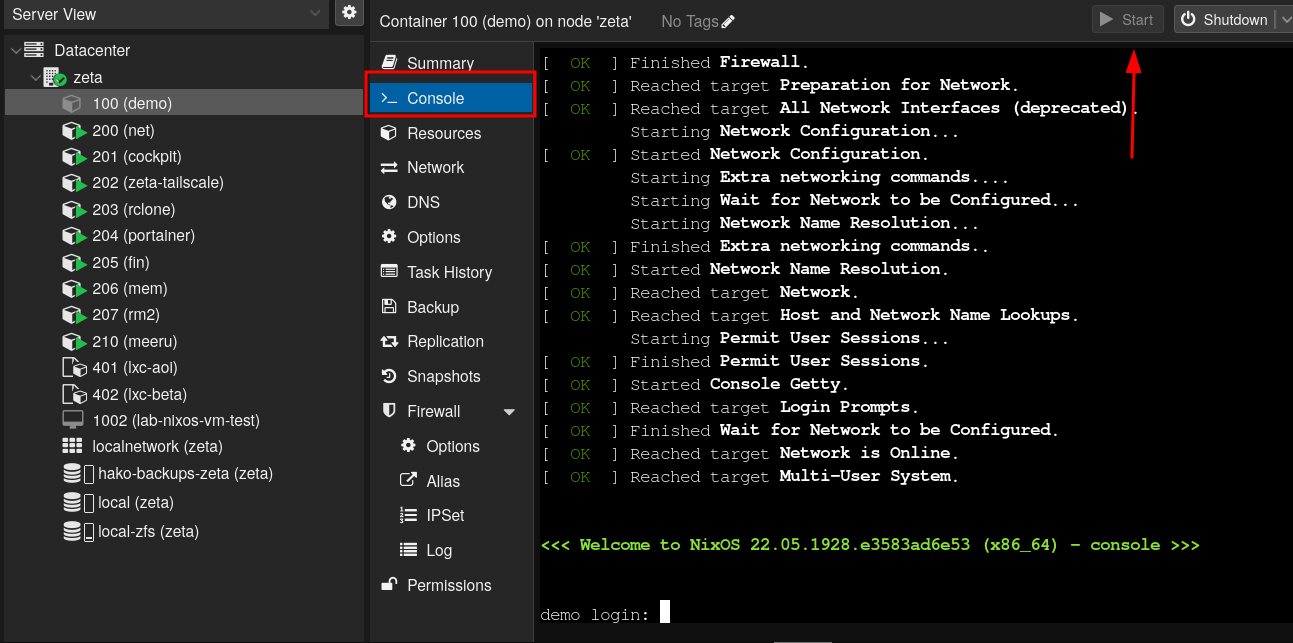 Server View
Datacenter
zeta
100 (demo)
200 (net)
201 (cockpit)
202 (zeta-tailscale)
203 (rclone)
204 (portainer)
205 (fin)
206 (mem)
207 (rm2)
210 (meeru)
401 (lxc-aoi)
402 (lxc-beta)
1002 (lab-nixos-vm-test)
localnetwork (zeta)
hako-backups-zeta (zeta)
local (zeta)
local-zfs (zeta)
Container 100 (demo) on node 'zeta'
No Tags
Start
Shutdown
Summary
Console
Resources
Network
DNS
Options
Task History
Backup
Replication
Snapshots
Firewall
Options
Alias
IPSet
Log
Permissions
[  OK  ] Finished Firewall.
[  OK  ] Reached target Preparation for Network.
[  OK  ] Reached target All Network Interfaces (deprecated).
Starting Network Configuration...
[  OK  ] Started Network Configuration.
Starting Extra networking commands....
Starting Wait for Network to be Configured...
Starting Network Name Resolution...
[  OK  ] Finished Extra networking commands..
[  OK  ] Started Network Name Resolution.
[  OK  ] Reached target Network.
[  OK  ] Reached target Host and Network Name Lookups.
Starting Permit User Sessions...
[  OK  ] Finished Permit User Sessions.
[  OK  ] Started Console Getty.
[  OK  ] Reached target Login Prompts.
[  OK  ] Finished Wait for Network to be Configured.
[  OK  ] Reached target Network is Online.
[  OK  ] Reached target Multi-User System.
<<< Welcome to NixOS 22.05.1928.e3583ad6e53 (x86_64) - console >>>
demo login: